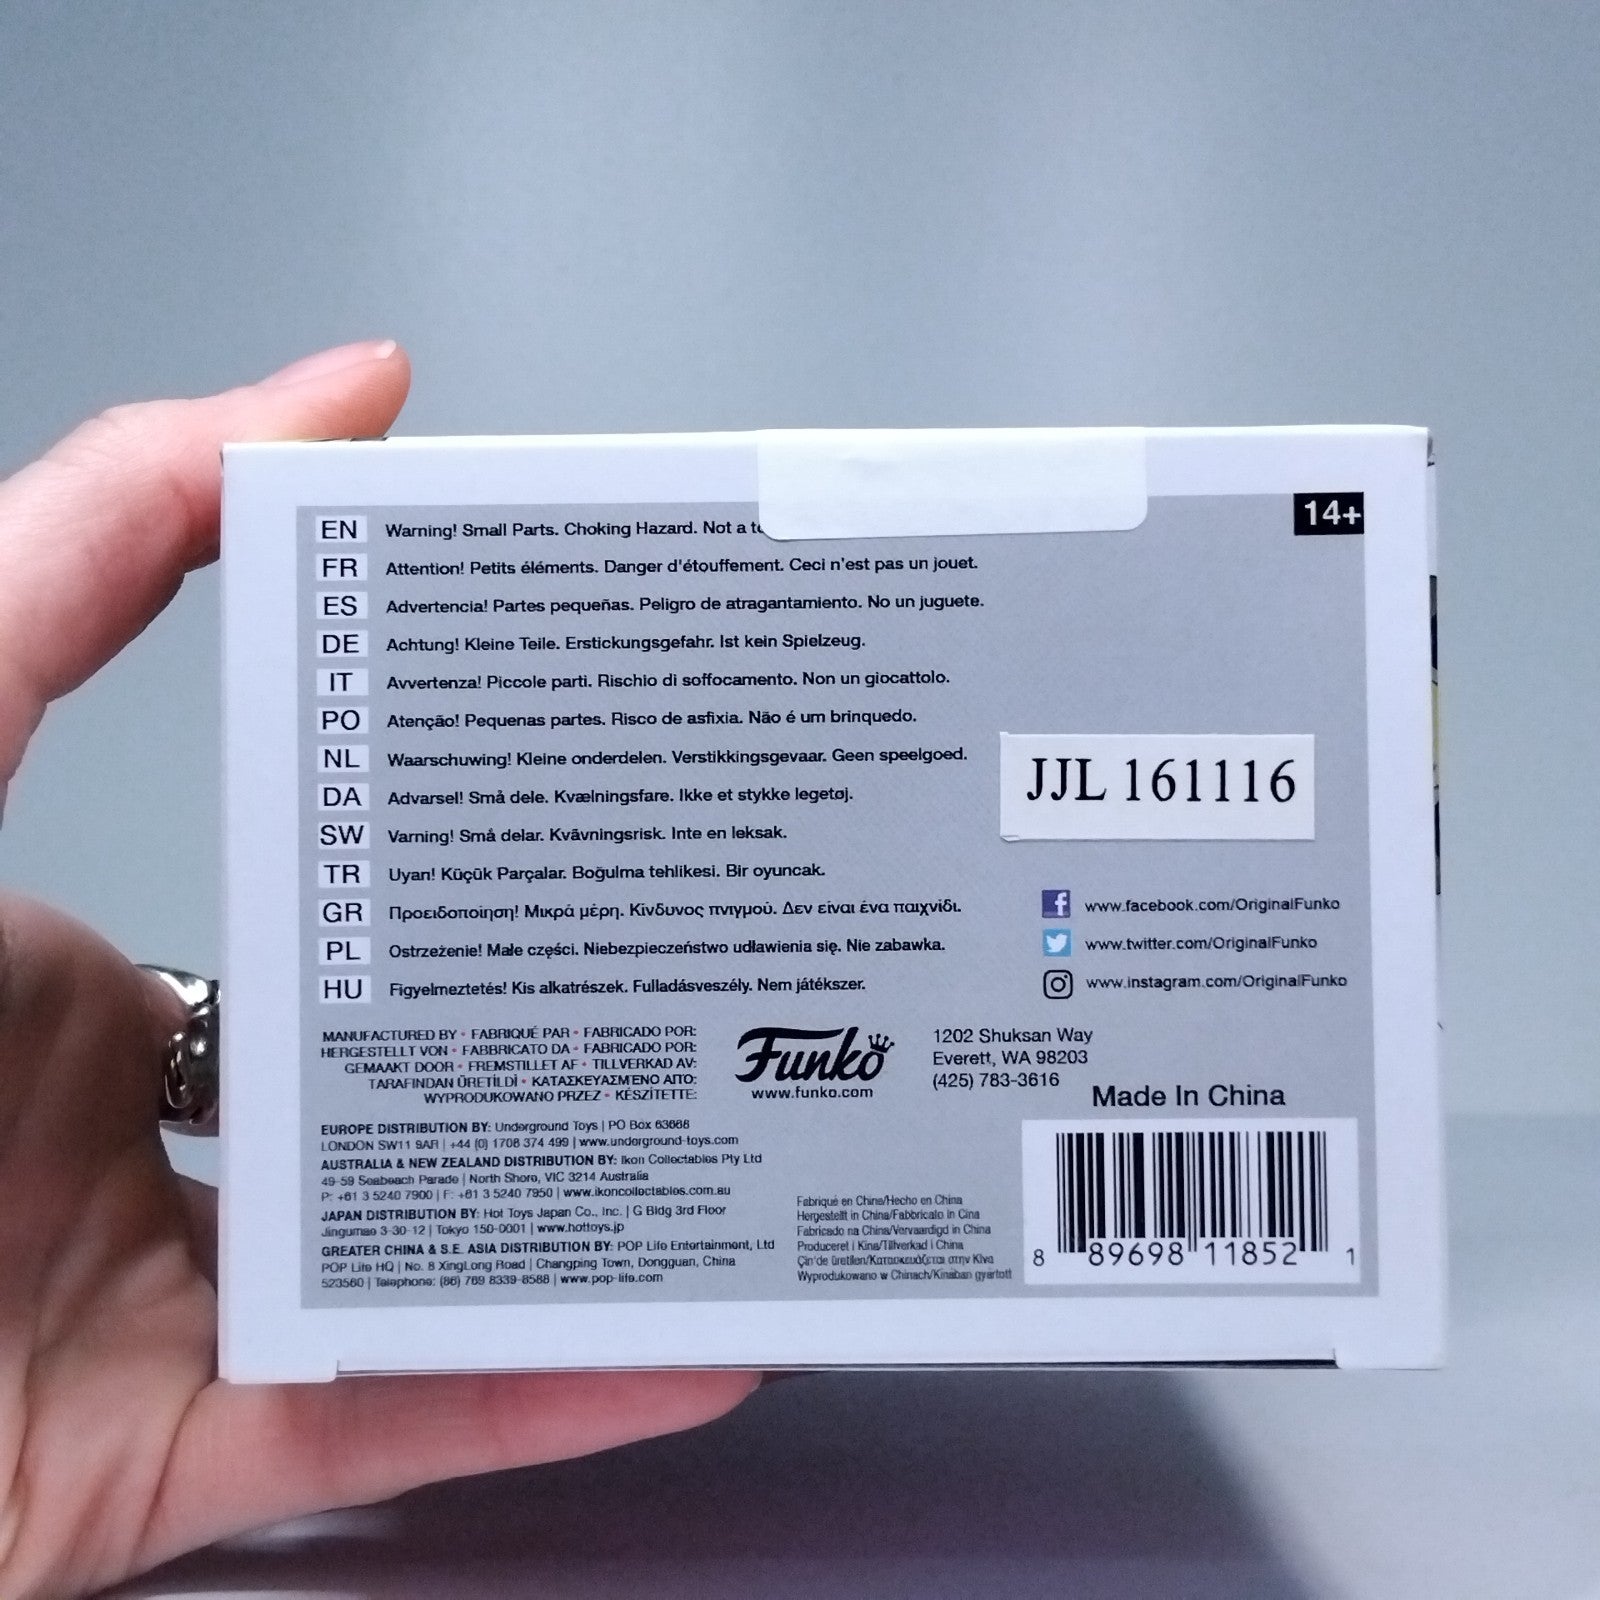 14+
EN Warning! Small Parts. Choking Hazard. Not a
FR Attention! Petits éléments. Danger d'étouffement. Ceci n'est pas un jouet.
ES Advertencia! Partes pequeñas. Peligro de atragantamiento. No un juguete.
DE Achtung! Kleine Teile. Erstickungsgefahr. Ist kein Spielzeug.
IT Avvertenza! Piccole parti. Rischio di soffocamento. Non un giocattolo.
PO Atenção! Pequenas partes. Risco de asfixia. Não é um brinquedo.
NL Waarschuwing! Kleine onderdelen. Verstikkingsgevaar. Geen speelgoed.
DA Advarsel! Små dele. Kvælningsfare. Ikke et stykke legetøj.
SW Varning! Små delar. Kvävningsrisk. Inte en leksak.
TR Uyan! Küçük Parçalar. Boğulma tehlikesi. Bir oyuncak.
GR Προειδοποίηση! Μικρά μέρη. Κίνδυνος πνιγμού. Δεν είναι ένα παιχνίδι.
PL Ostrzeżenie! Małe części. Niebezpieczeństwo udławienia się. Nie zabawka.
HU Figyelmeztetés! Kis alkatrészek. Fulladásveszély. Nem játékszer.
JJL 161116
www.facebook.com/OriginalFunko
www.twitter.com/OriginalFunko
www.instagram.com/OriginalFunko
MANUFACTURED BY • FABRIQUÉ PAR • FABRICADO POR:
HERGESTELLT VON • FABBRICATO DA • FABRICADO POR:
GEMAAKT DOOR • FREMSTILLET AF • TILLVERKAD AV:
TARAFINDAN ÜRETİLDİ • ΚΑΤΑΣΚΕΥΑΣΜΈΝΟ ΑΠΟ:
WYPRODUKOWANO PRZEZ • KÉSZÍTETTE:
Funko
www.funko.com
1202 Shuksan Way
Everett, WA 98203
(425) 783-3616
Made In China
EUROPE DISTRIBUTION BY: Underground Toys | PO Box 63668
LONDON SW11 9AR | +44 (0) 1708 374 499 | www.underground-toys.com
AUSTRALIA & NEW ZEALAND DISTRIBUTION BY: Ikon Collectables Pty Ltd
49-59 Seabeach Parade | North Shore, VIC 3214 Australia
P: +61 3 5240 7900 | F: +61 3 5240 7950 | www.ikoncollectables.com.au
JAPAN DISTRIBUTION BY: Hot Toys Japan Co., Inc. | G Bldg 3rd Floor
Jingumae 3-30-12 | Tokyo 150-0001 | www.hottoys.jp
GREATER CHINA & S.E. ASIA DISTRIBUTION BY: POP Life Entertainment, Ltd
POP Life HQ | No. 8 XingLong Road | Changping Town, Dongguan, China
523560 | Telephone: (86) 769 8339-8588 | www.pop-life.com
Fabriqué en China/Hecho en China
Hergestellt in China/Fabbricato in Cina
Fabricado na China/Vervaardigd in China
Produceret i Kina/Tillverkad i China
Çin'de üretilen/Κατασκευάζεται στην Κίνα
Wyprodukowano w Chinach/Kinában gyártott
8 89698 11852 1